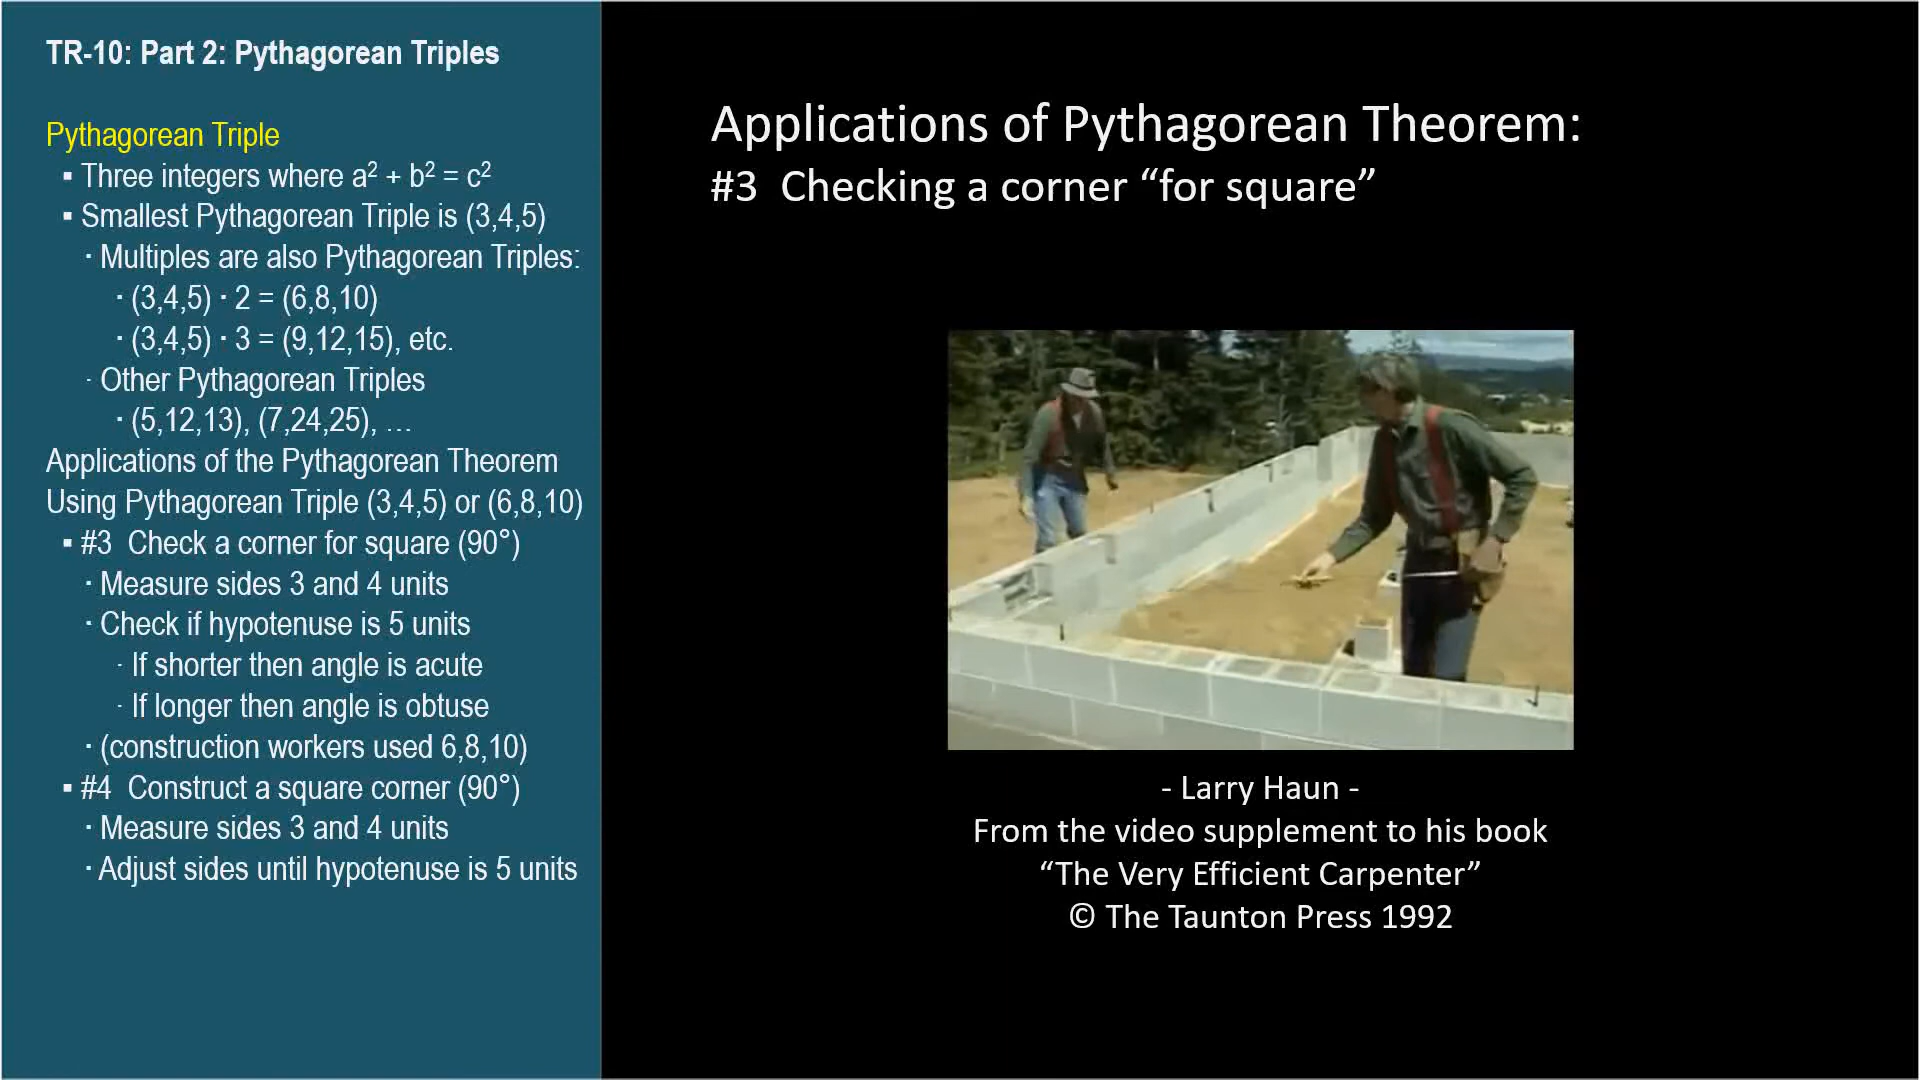 TR-10: Part 2: Pythagorean Triples
Pythagorean Triple
▪ Three integers where a² + b² = c²
▪ Smallest Pythagorean Triple is (3,4,5)
· Multiples are also Pythagorean Triples:
· (3,4,5) · 2 = (6,8,10)
· (3,4,5) · 3 = (9,12,15), etc.
· Other Pythagorean Triples
· (5,12,13), (7,24,25), …
Applications of the Pythagorean Theorem
Using Pythagorean Triple (3,4,5) or (6,8,10)
▪ #3 Check a corner for square (90°)
· Measure sides 3 and 4 units
· Check if hypotenuse is 5 units
· If shorter then angle is acute
· If longer then angle is obtuse
· (construction workers used 6,8,10)
▪ #4 Construct a square corner (90°)
· Measure sides 3 and 4 units
· Adjust sides until hypotenuse is 5 units
Applications of Pythagorean Theorem:
#3 Checking a corner “for square”
- Larry Haun -
From the video supplement to his book
“The Very Efficient Carpenter”
© The Taunton Press 1992